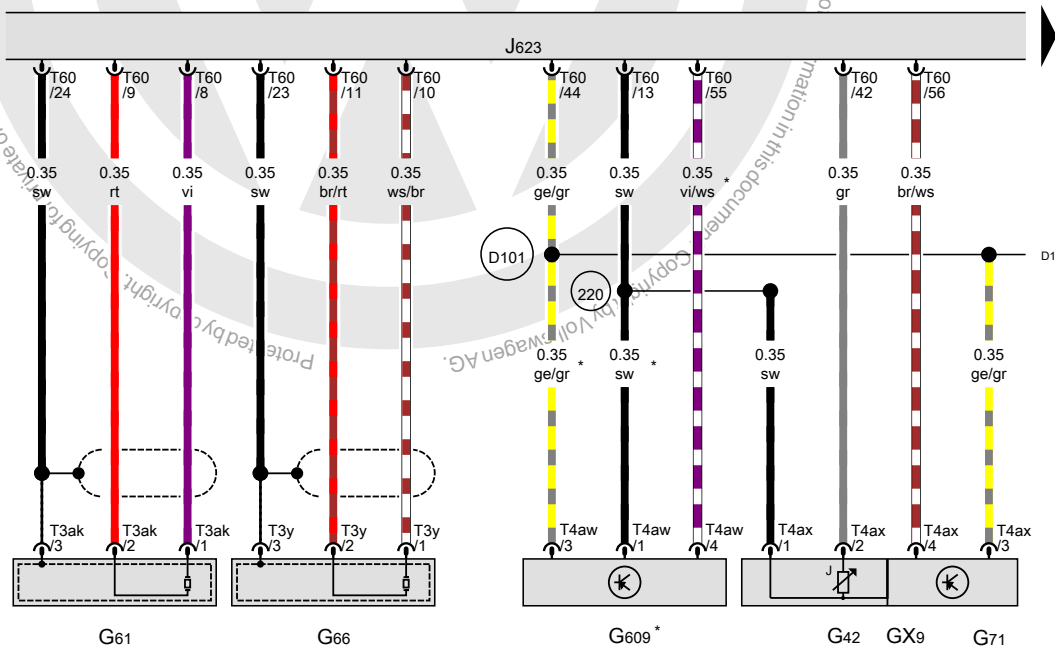 J623
T60 T60 T60 T60 T60 T60 T60 T60 T60 T60 T60
/24 /9 /8 /23 /11 /10 /44 /13 /55 /42 /56
0.35 0.35 0.35 0.35 0.35 0.35 0.35 0.35 0.35 0.35 0.35
sw rt vi sw br/rt ws/br ge/gr sw vi/ws * gr br/ws
D101
D1
220
0.35 0.35 0.35 0.35
ge/gr * sw * sw ge/gr
T3ak T3ak T3ak T3y T3y T3y T4aw T4aw T4aw T4ax T4ax T4ax T4ax
/3 /2 /1 /3 /2 /1 /3 /1 /4 /1 /2 /4 /3
J
G61 G66 G609 * G42 GX9 G71
Protected by copyright. Copying for private o
rmation in this document. Copyright by Volkswagen AG.